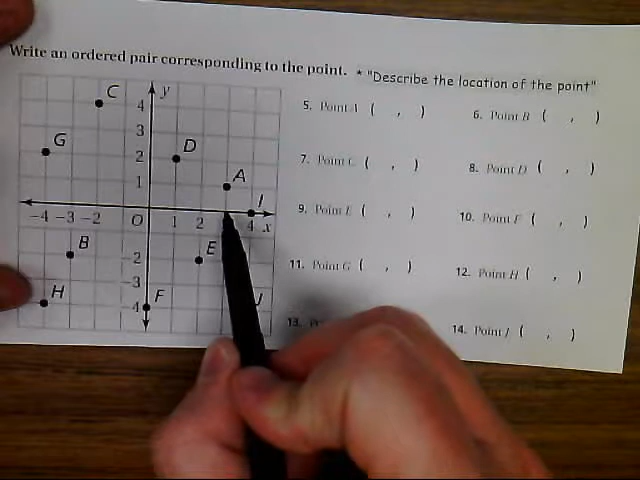 Write an ordered pair corresponding to the point. * "Describe the location of the point"
C y
4
G 3 D
2
1 A
I
-4 -3 -2 O 1 2 4 x
B E
-2
-3
H F J
4
5. Point A ( , ) 6. Point B ( , )
7. Point C ( , ) 8. Point D ( , )
9. Point E ( , ) 10. Point F ( , )
11. Point G ( , ) 12. Point H ( , )
13. 14. Point J ( , )